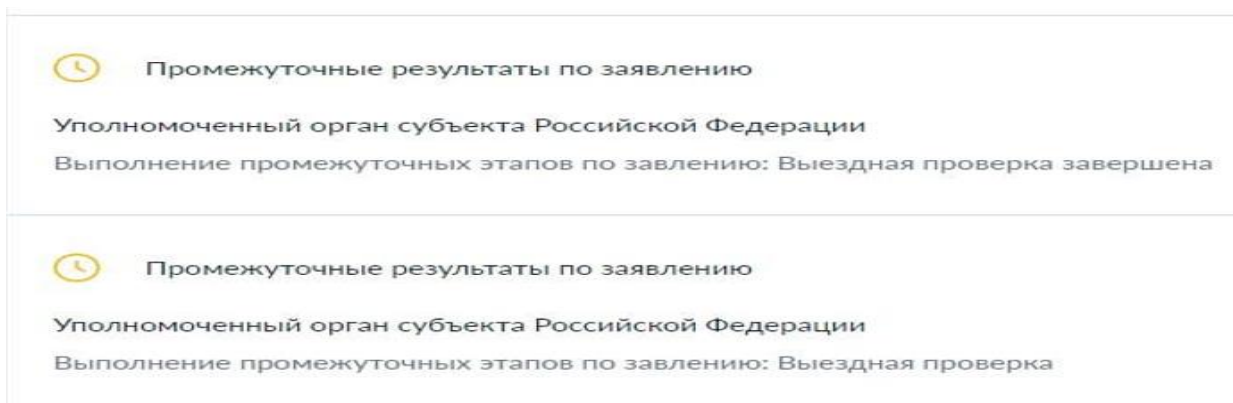 Промежуточные результаты по заявлению
Уполномоченный орган субъекта Российской Федерации
Выполнение промежуточных этапов по завлению: Выездная проверка завершена
Промежуточные результаты по заявлению
Уполномоченный орган субъекта Российской Федерации
Выполнение промежуточных этапов по завлению: Выездная проверка